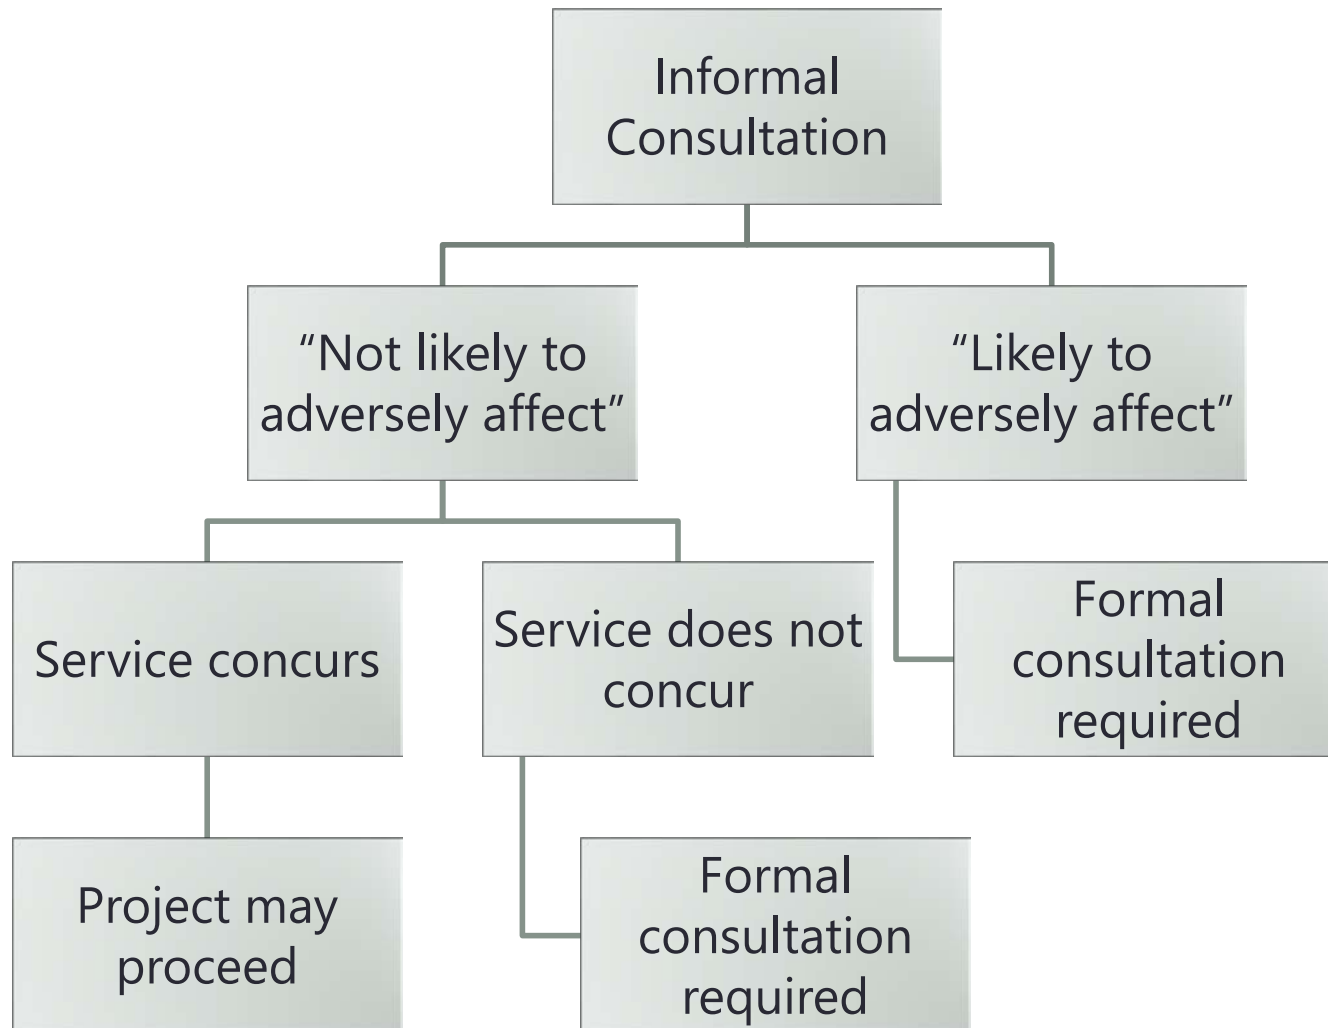 Informal
Consultation
“Not likely to
adversely affect”
“Likely to
adversely affect”
Service concurs
Service does not
concur
Formal
consultation
required
Project may
proceed
Formal
consultation
required